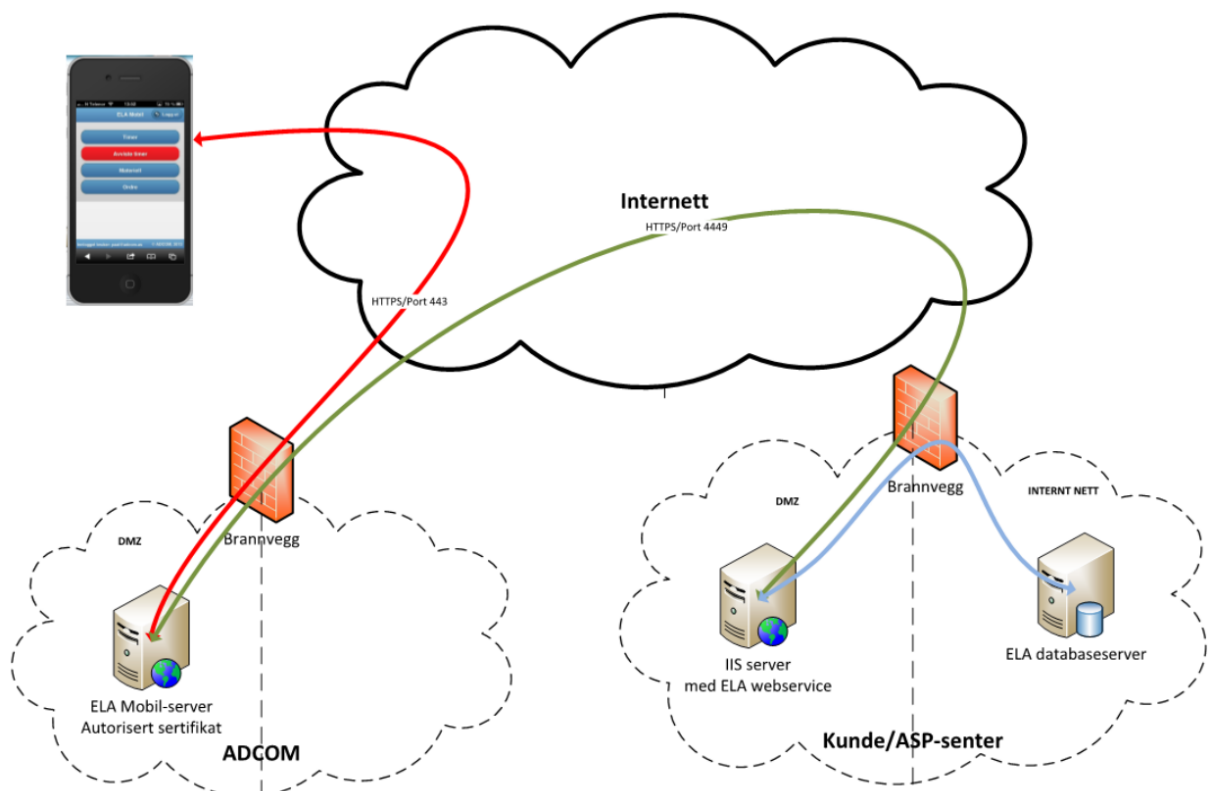 ELA Mobil
Timer
Avviste timer
Materiell
Ordre
Internett
HTTPS/Port 4449
HTTPS/Port 443
Brannvegg
DMZ
ELA Mobil-server
Autorisert sertifikat
ADCOM
Brannvegg
DMZ
INTERNT NETT
IIS server
med ELA webservice
ELA databaseserver
Kunde/ASP-senter